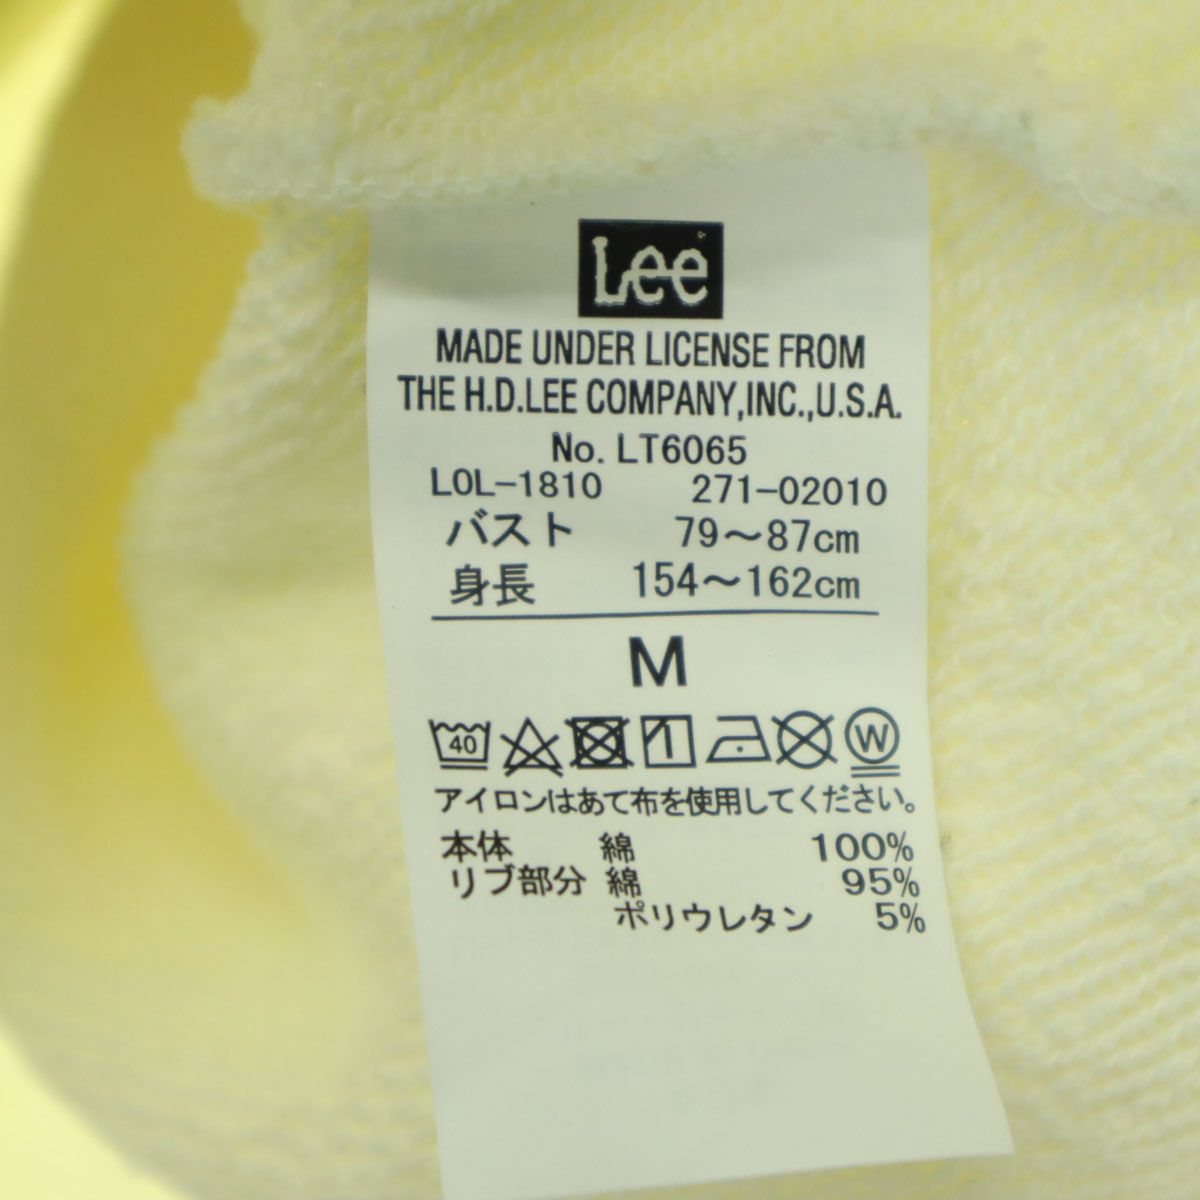 Lee
MADE UNDER LICENSE FROM
THE H.D.LEE COMPANY,INC.,U.S.A.
No. LT6065
LOL-1810 271-02010
バスト 79～87cm
身長 154～162cm
M
40 W
アイロンはあて布を使用してください。
本体 綿 100%
リブ部分 綿 95%
ポリウレタン 5%